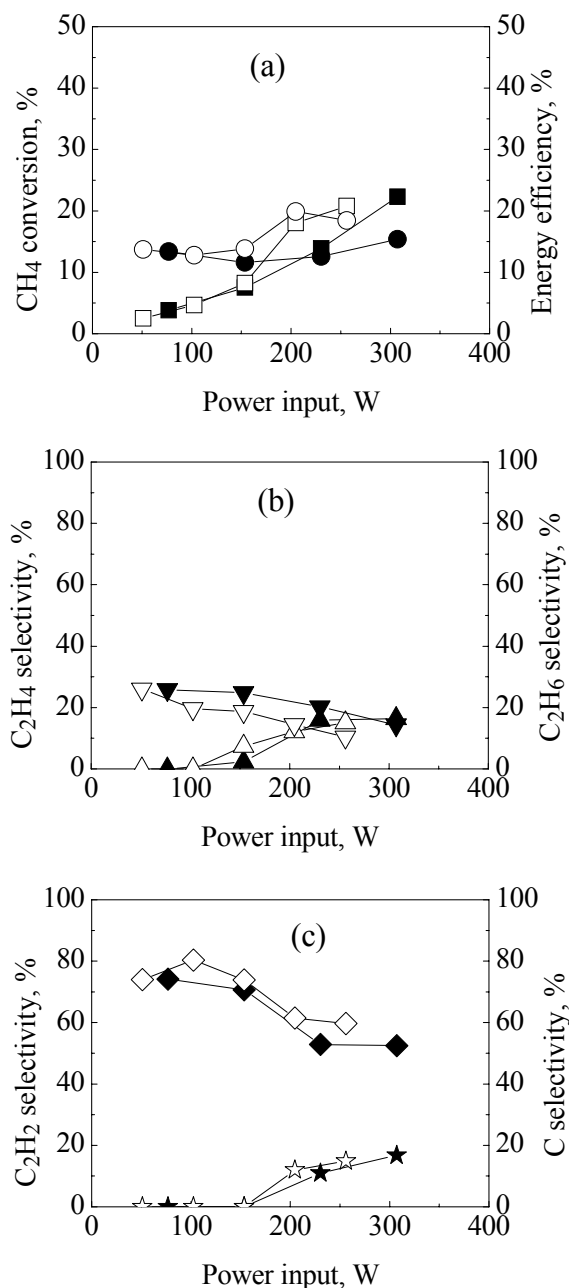 50
40
30
20
10
0
CH4 conversion, %
(a)
50
40
30
20
10
0
Energy efficiency, %
0 100 200 300 400
Power input, W
100
80
60
40
20
0
C2H4 selectivity, %
(b)
100
80
60
40
20
0
C2H6 selectivity, %
0 100 200 300 400
Power input, W
100
80
60
40
20
0
C2H2 selectivity, %
(c)
100
80
60
40
20
0
C selectivity, %
0 100 200 300 400
Power input, W